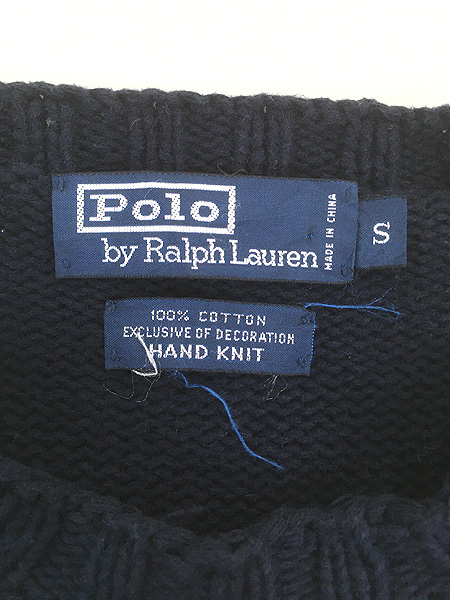 Polo
by Ralph Lauren
MADE IN CHINA
S
100% COTTON
EXCLUSIVE OF DECORATION
HAND KNIT